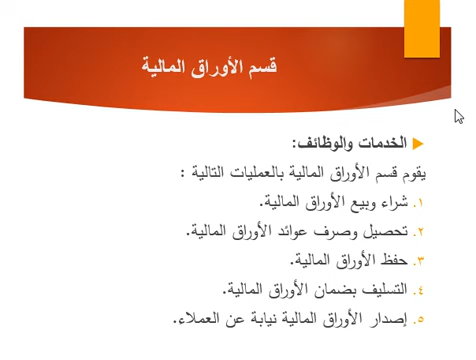 قسم الأوراق المالية
الخدمات والوظائف:
يقوم قسم الأوراق المالية بالعمليات التالية :
١. شراء وبيع الأوراق المالية.
٢. تحصيل وصرف عوائد الأوراق المالية.
٣. حفظ الأوراق المالية.
٤. التسليف بضمان الأوراق المالية.
٥. إصدار الأوراق المالية نيابة عن العملاء.